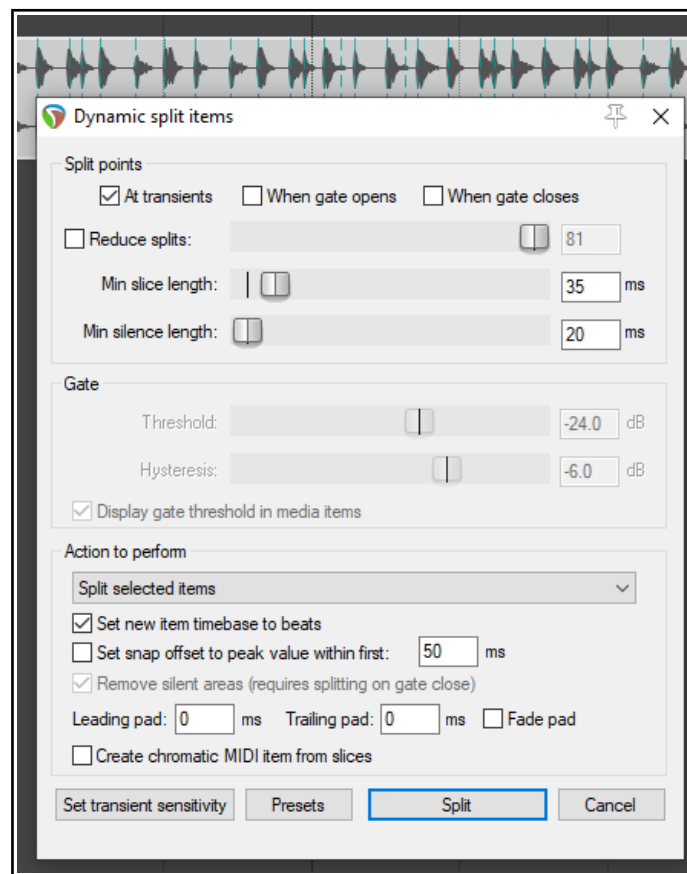 Dynamic split items
Split points
At transients When gate opens When gate closes
Reduce splits: 81
Min slice length: 35 ms
Min silence length: 20 ms
Gate
Threshold: -24.0 dB
Hysteresis: -6.0 dB
Display gate threshold in media items
Action to perform
Split selected items
Set new item timebase to beats
Set snap offset to peak value within first: 50 ms
Remove silent areas (requires splitting on gate close)
Leading pad: 0 ms Trailing pad: 0 ms Fade pad
Create chromatic MIDI item from slices
Set transient sensitivity Presets Split Cancel